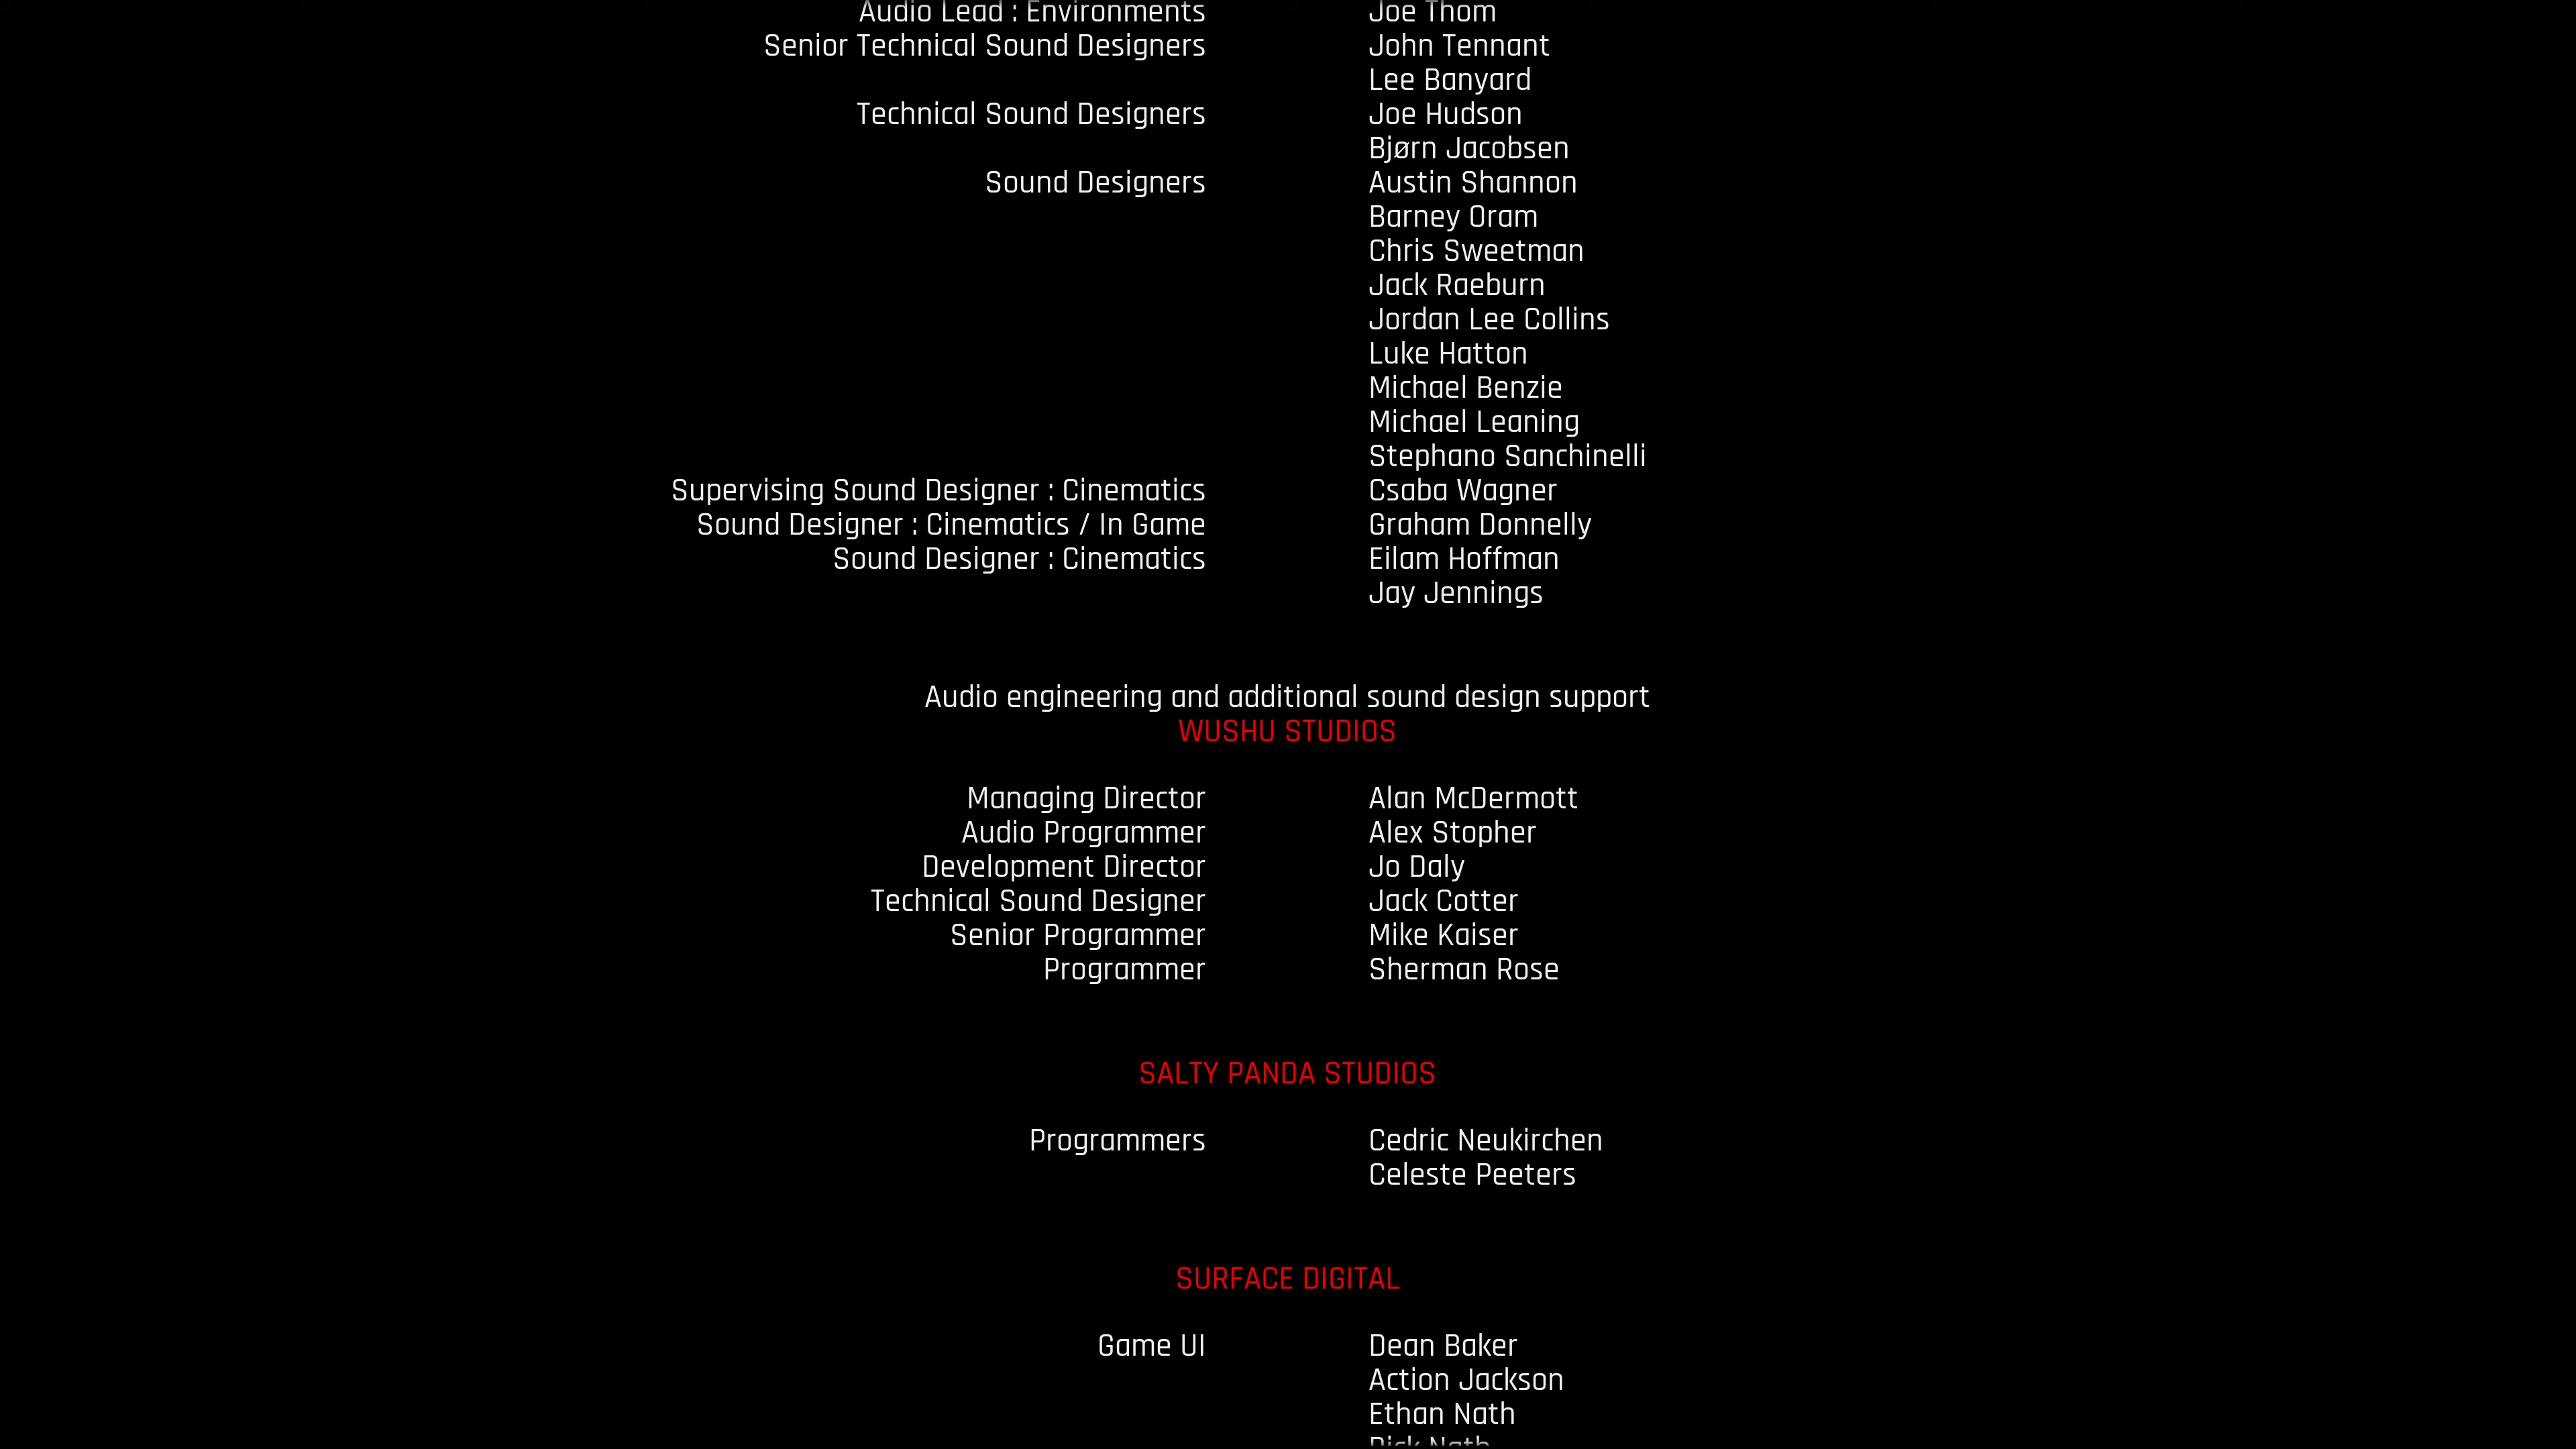 Audio Lead : Environments Joe Thom
Senior Technical Sound Designers John Tennant
Lee Banyard
Technical Sound Designers Joe Hudson
Bjørn Jacobsen
Sound Designers Austin Shannon
Barney Oram
Chris Sweetman
Jack Raeburn
Jordan Lee Collins
Luke Hatton
Michael Benzie
Michael Leaning
Stephano Sanchinelli
Supervising Sound Designer : Cinematics Csaba Wagner
Sound Designer : Cinematics / In Game Graham Donnelly
Sound Designer : Cinematics Eilam Hoffman
Jay Jennings
Audio engineering and additional sound design support
WUSHU STUDIOS
Managing Director Alan McDermott
Audio Programmer Alex Stopher
Development Director Jo Daly
Technical Sound Designer Jack Cotter
Senior Programmer Mike Kaiser
Programmer Sherman Rose
SALTY PANDA STUDIOS
Programmers Cedric Neukirchen
Celeste Peeters
SURFACE DIGITAL
Game UI Dean Baker
Action Jackson
Ethan Nath
Nath